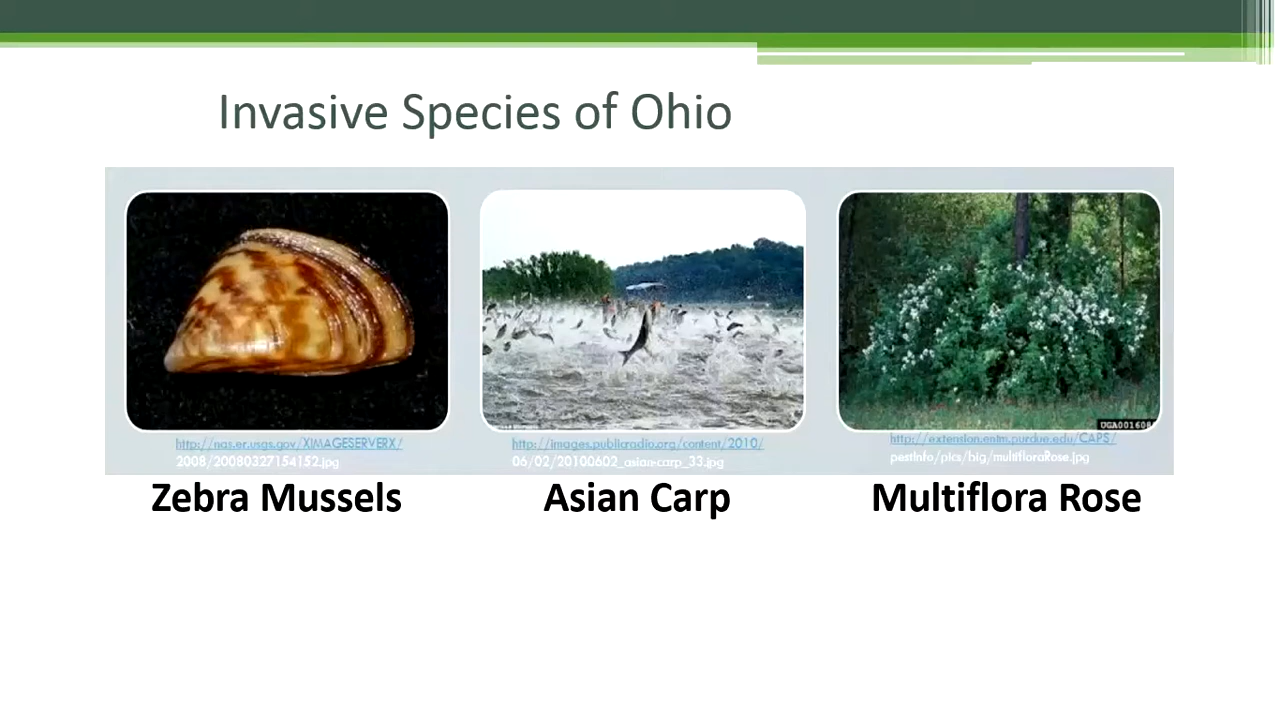 Invasive Species of Ohio
UGA001608
http://nas.er.usgs.gov/XIMAGESERVERX/
2008/20080327154152.jpg
http://images.publicradio.org/content/2010/
06/02/20100602_asian-carp_33.jpg
http://extension.entm.purdue.edu/CAPS/
pestInfo/pics/big/multifloraRose.jpg
Zebra Mussels
Asian Carp
Multiflora Rose